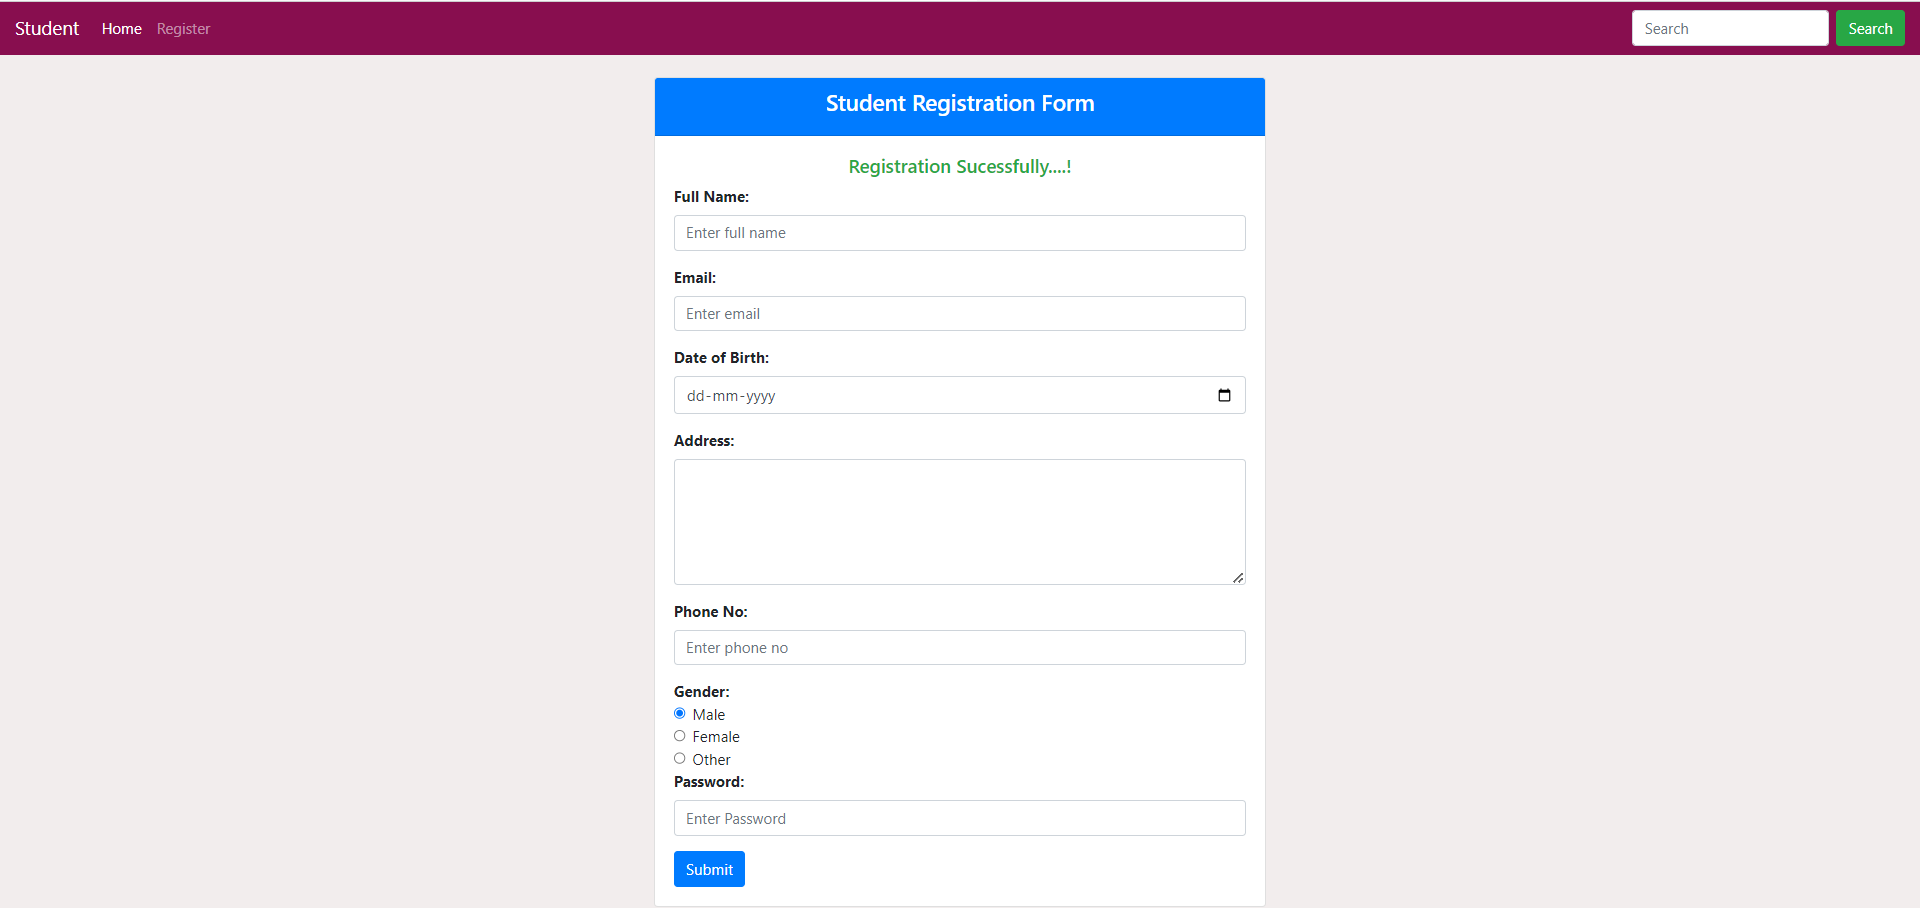 Student Home Register Search Search
Student Registration Form
Registration Sucessfully....!
Full Name:
Enter full name
Email:
Enter email
Date of Birth:
dd-mm-yyyy
Address:
Phone No:
Enter phone no
Gender:
Male
Female
Other
Password:
Enter Password
Submit